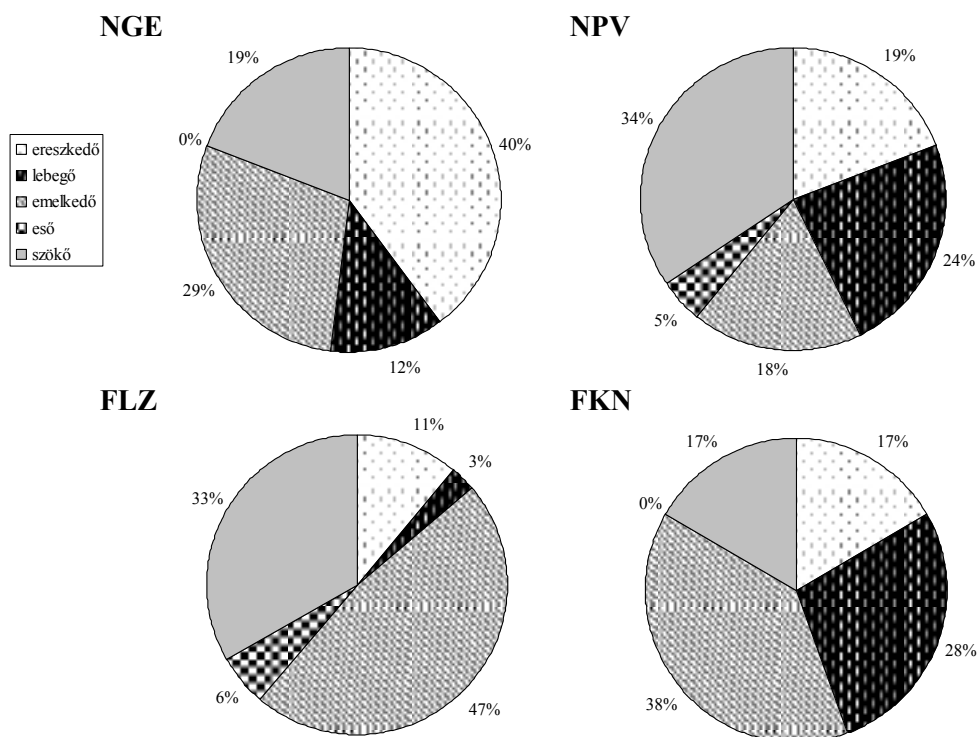 NGE
19%
40%
0%
29%
12%
ereszkedő
lebegő
emelkedő
eső
szökő
NPV
19%
34%
24%
5%
18%
FLZ
11%
3%
33%
6%
47%
FKN
17%
17%
0%
28%
38%